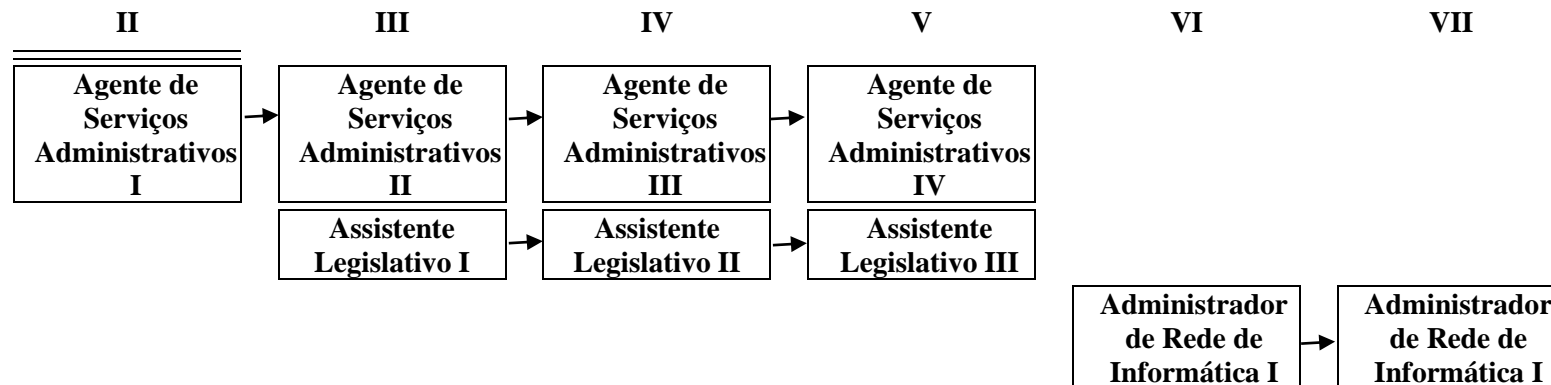 II III IV V VI VII
Agente de Agente de Agente de Agente de
Serviços Serviços Serviços Serviços
Administrativos Administrativos Administrativos Administrativos
I II III IV
Assistente Assistente Assistente
Legislativo I Legislativo II Legislativo III
Administrador Administrador
de Rede de de Rede de
Informática I Informática I